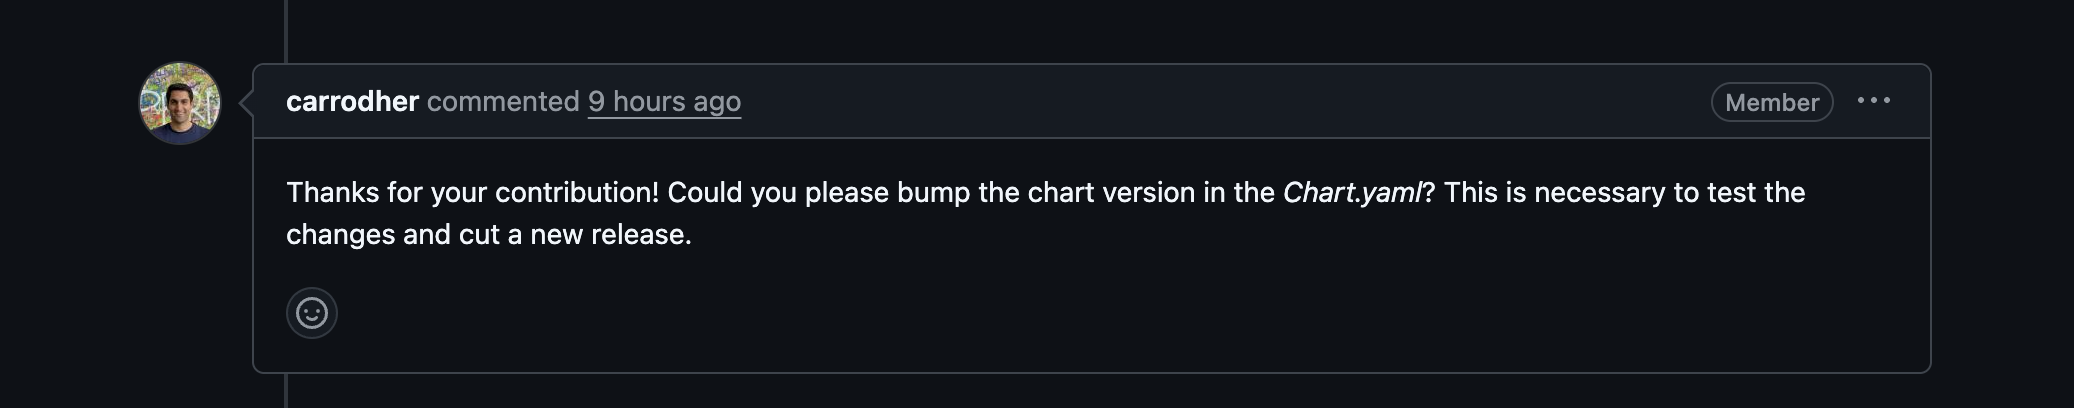 carrodher commented 9 hours ago Member
Thanks for your contribution! Could you please bump the chart version in the Chart.yaml? This is necessary to test the
changes and cut a new release.